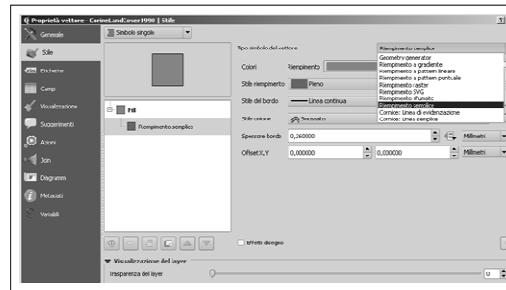 Proprietà vettore - CorineLandCover1990 | Stile
Generale
Simbolo singolo
Stile
Tipo simbolo del vettore
Riempimento semplice
Etichette
Colori
Riempimento
Geometry generator
Riempimento a gradiente
Riempimento a pattern lineare
Riempimento a pattern puntuale
Riempimento raster
Riempimento SVG
Riempimento sfumato
Riempimento semplice
Cornice: Linea di evidenziazione
Cornice: Linea semplice
Campi
Stile riempimento
Pieno
Visualizzazione
Fill
Stile del bordo
Linea continua
Suggerimenti
Riempimento semplice
Stile unione
Azioni
Spessore bordo
0,260000
Millimetri
Join
Offset X,Y
0,000000
0,000000
Millimetri
Diagrammi
Metadati
Variabili
Effetti disegno
Visualizzazione del layer
Trasparenza del layer
0